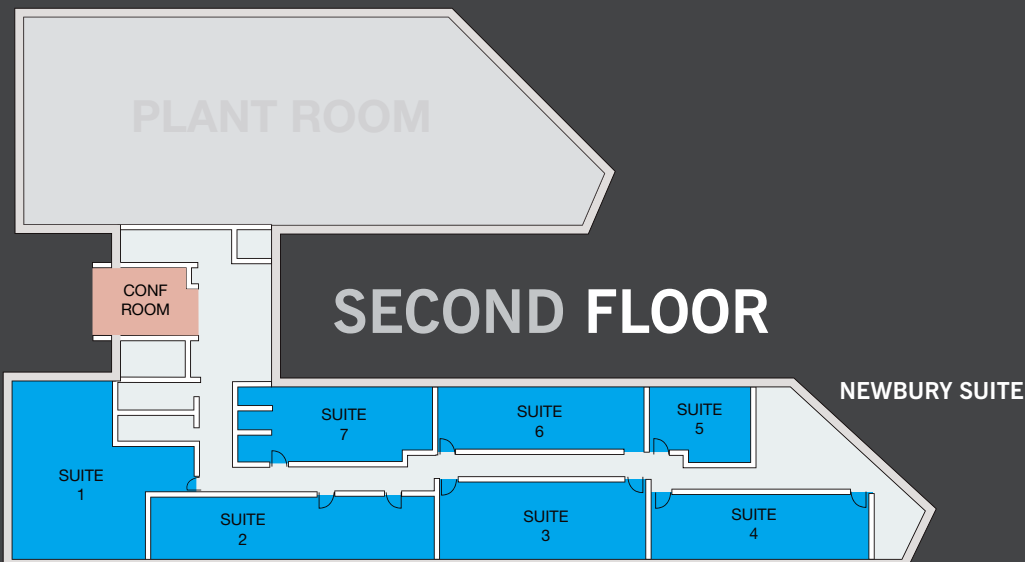 PLANT ROOM
CONF
ROOM
SECOND FLOOR
NEWBURY SUITE
SUITE
7
SUITE
6
SUITE
5
SUITE
1
SUITE
2
SUITE
3
SUITE
4